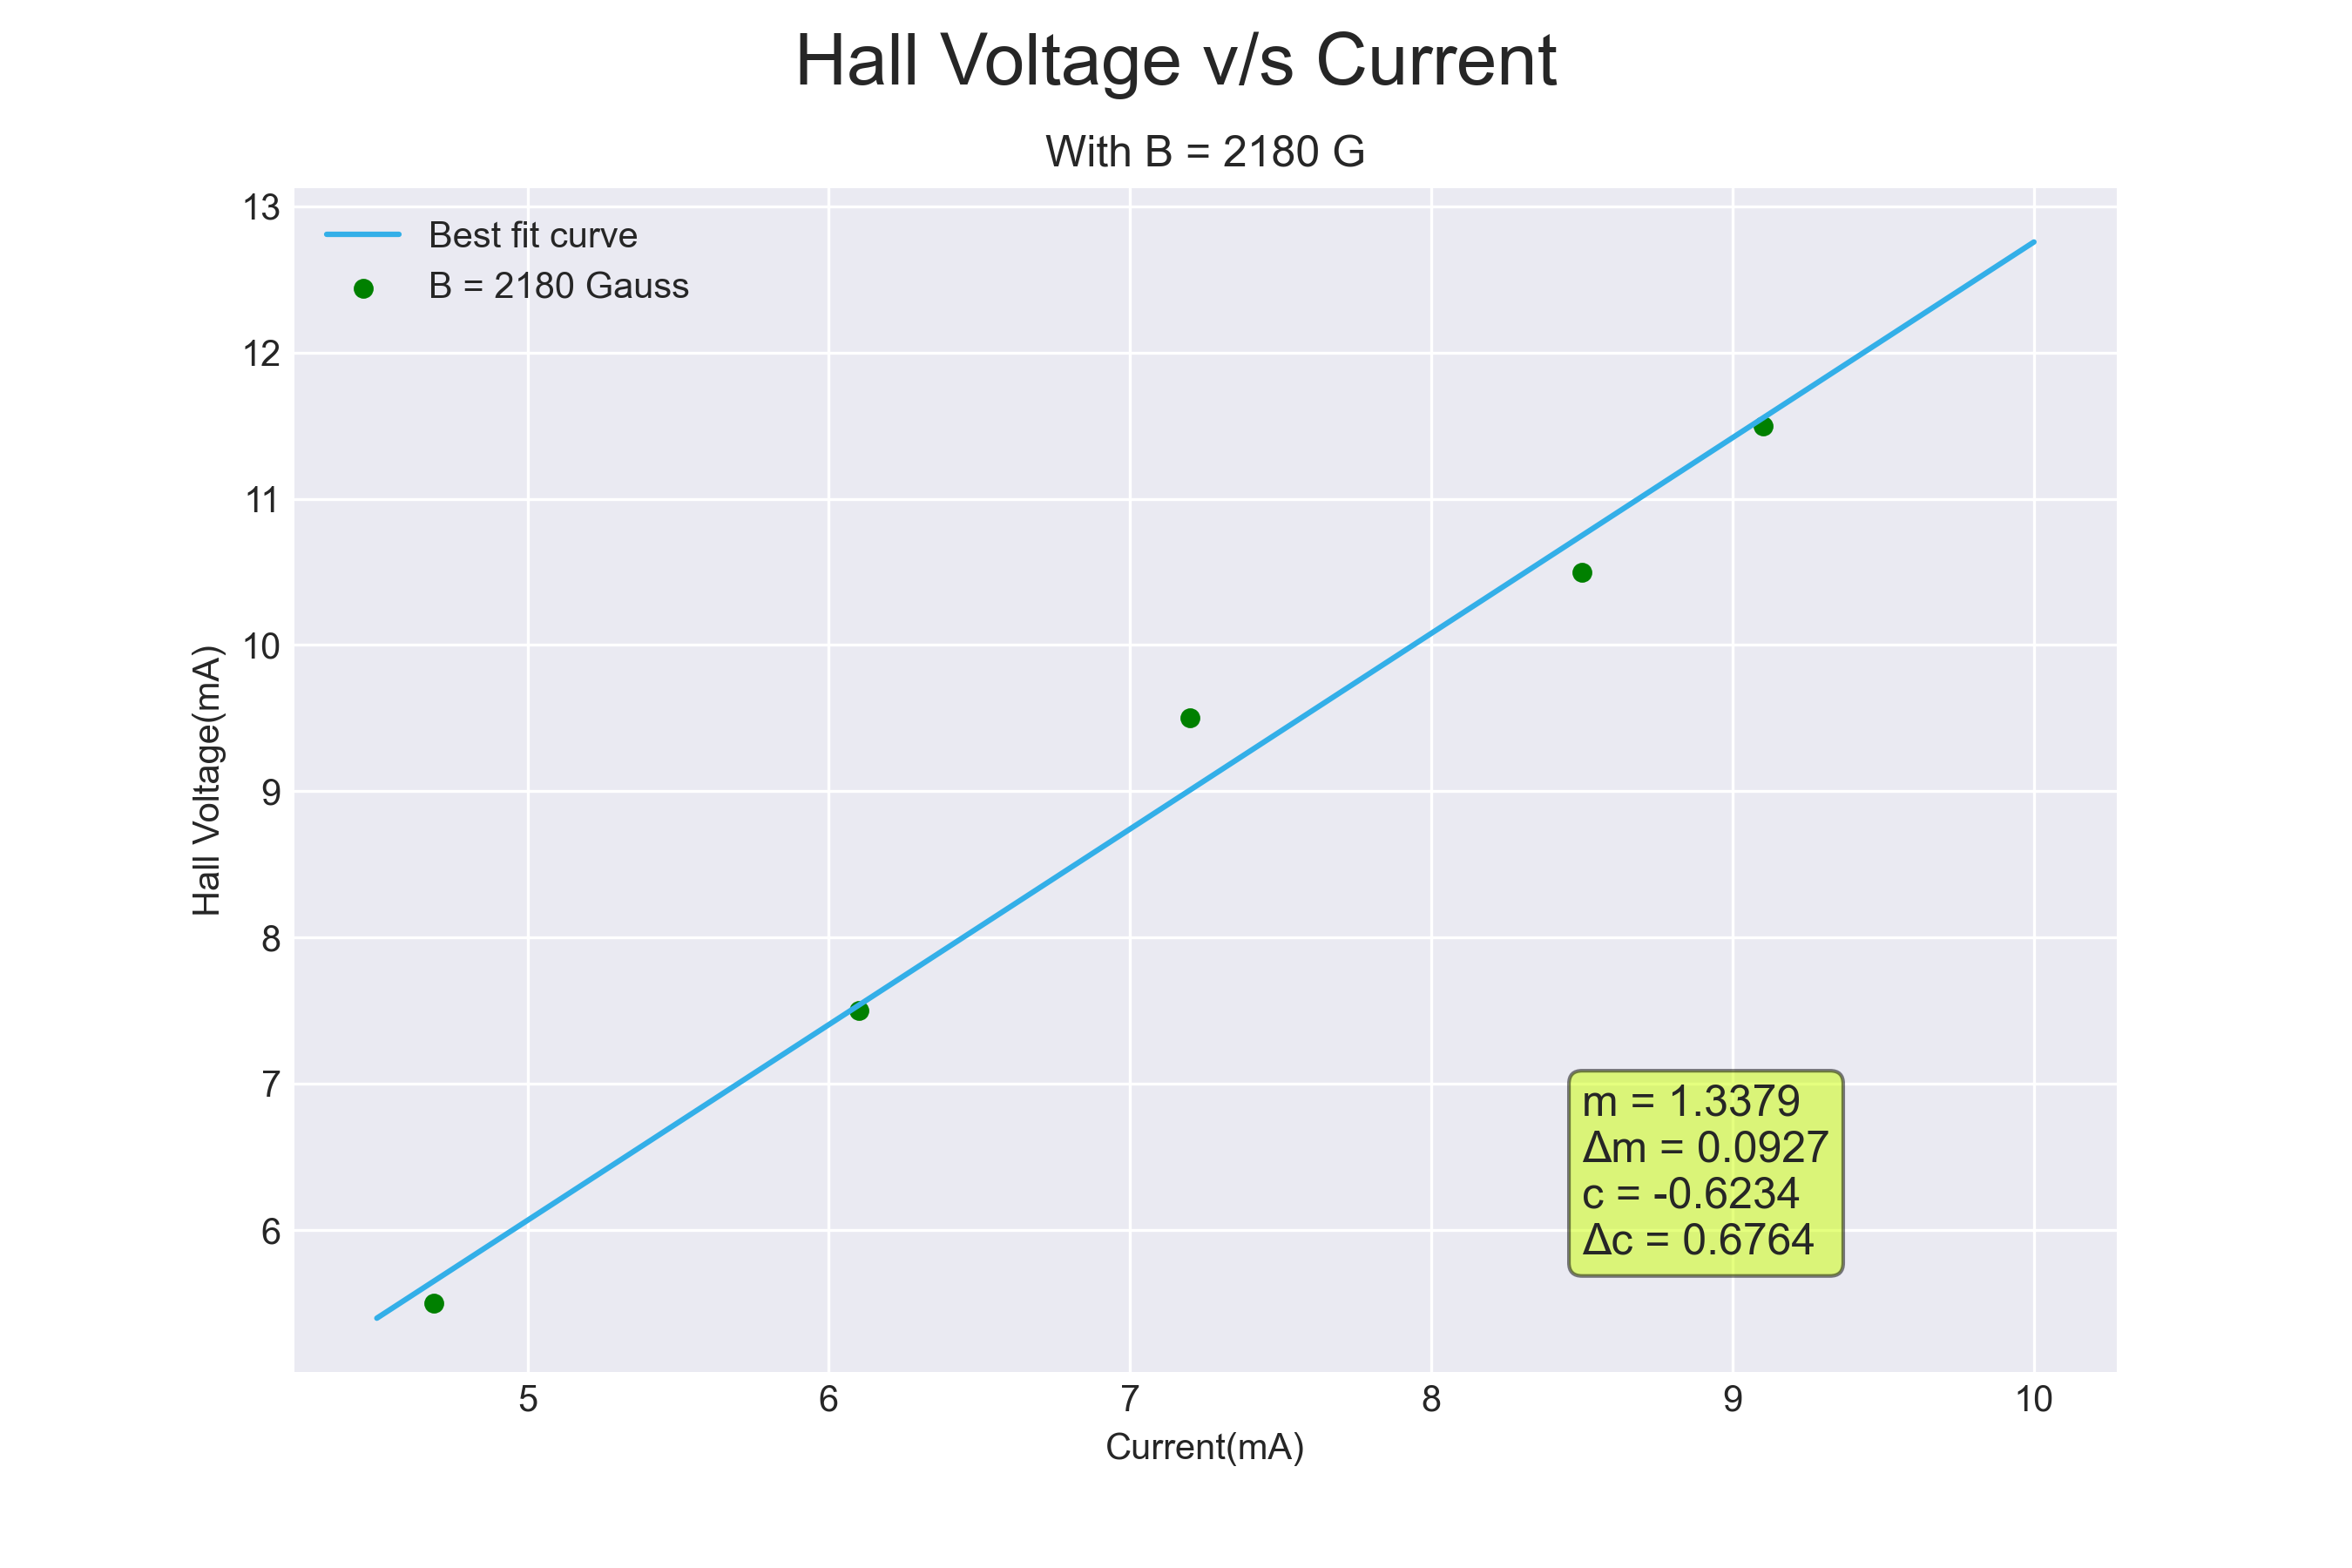 Hall Voltage v/s Current
With B = 2180 G
Best fit curve
B = 2180 Gauss
13
12
11
10
9
8
7
6
Hall Voltage(mA)
m = 1.3379
Δm = 0.0927
c = -0.6234
Δc = 0.6764
5 6 7 8 9 10
Current(mA)